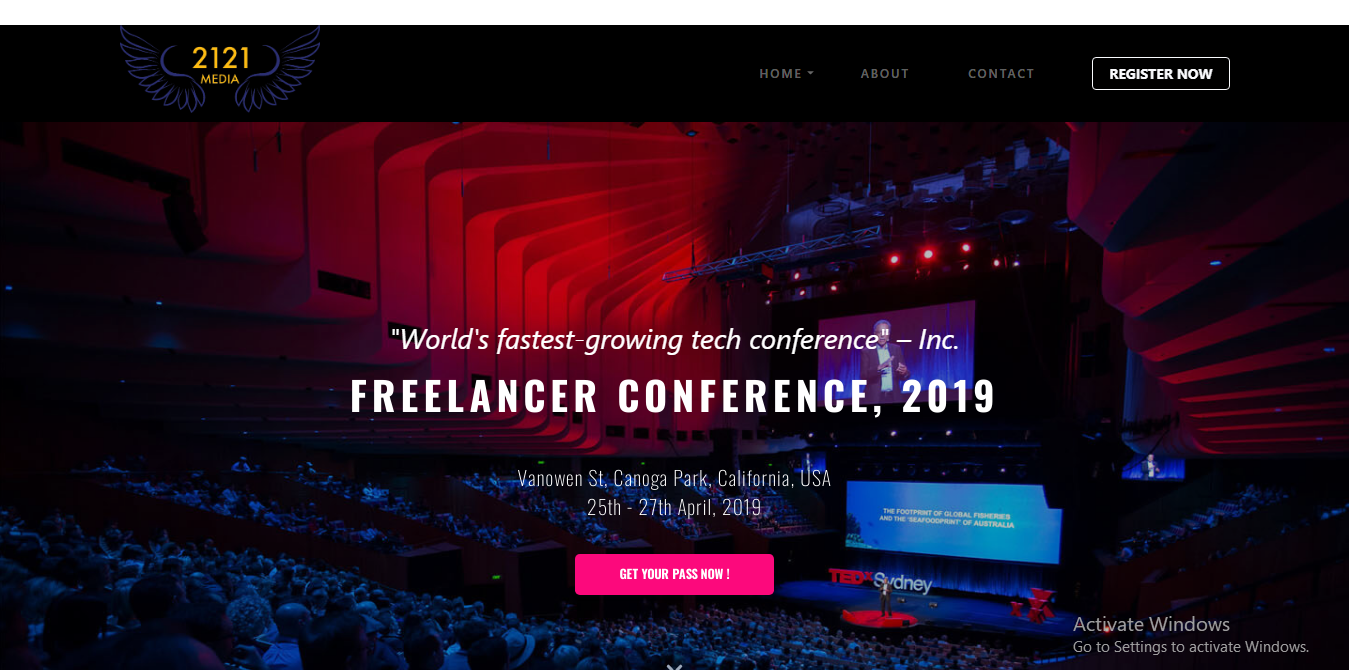 2121
MEDIA
HOME
ABOUT
CONTACT
REGISTER NOW
"World's fastest-growing tech conference" – Inc.
FREELANCER CONFERENCE, 2019
Vanowen St, Canoga Park, California, USA
25th - 27th April, 2019
THE FOOTPRINT OF GLOBAL FISHERIES
AND THE 'SEAFOODPRINT' OF AUSTRALIA
GET YOUR PASS NOW !
TEDxSydney
Activate Windows
Go to Settings to activate Windows.